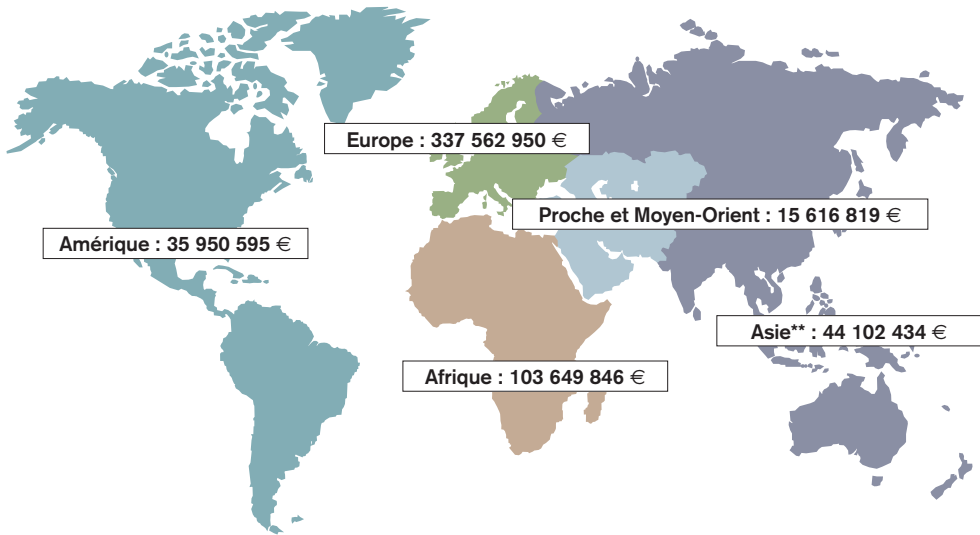 Europe : 337 562 950 €
Proche et Moyen-Orient : 15 616 819 €
Amérique : 35 950 595 €
Asie** : 44 102 434 €
Afrique : 103 649 846 €